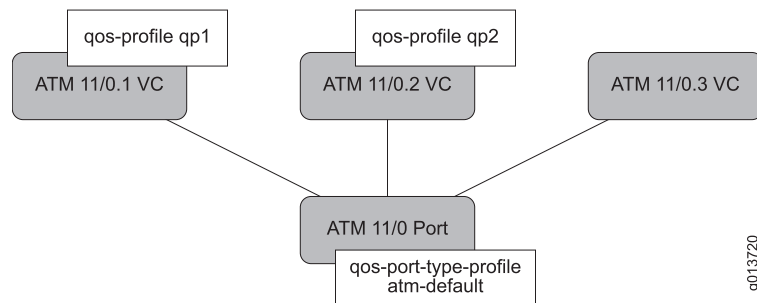 qos-profile qp1
qos-profile qp2
ATM 11/0.1 VC
ATM 11/0.2 VC
ATM 11/0.3 VC
ATM 11/0 Port
qos-port-type-profile
atm-default
g013720